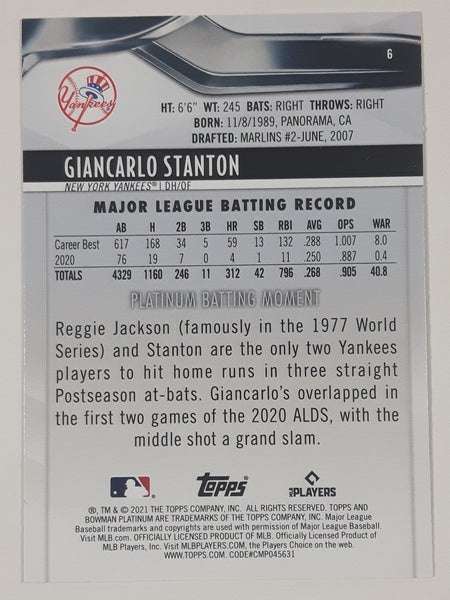 6
Yankees
HT: 6'6" WT: 245 BATS: RIGHT THROWS: RIGHT
BORN: 11/8/1989, PANORAMA, CA
DRAFTED: MARLINS #2-JUNE, 2007
GIANCARLO STANTON
NEW YORK YANKEES® | DH/OF
MAJOR LEAGUE BATTING RECORD
AB H 2B 3B HR SB RBI AVG OPS WAR
Career Best 617 168 34 5 59 13 132 .288 1.007 8.0
2020 76 19 7 0 4 1 11 .250 .887 0.4
TOTALS 4329 1160 246 11 312 42 796 .268 .905 40.8
PLATINUM BATTING MOMENT
Reggie Jackson (famously in the 1977 World
Series) and Stanton are the only two Yankees
players to hit home runs in three straight
Postseason at-bats. Giancarlo's overlapped in
the first two games of the 2020 ALDS, with the
middle shot a grand slam.
topps
MLB PLAYERS
®, TM & © 2021 THE TOPPS COMPANY, INC. ALL RIGHTS RESERVED. TOPPS AND
BOWMAN PLATINUM ARE TRADEMARKS OF THE TOPPS COMPANY, INC. Major League
Baseball trademarks and copyrights are used with permission of Major League Baseball.
Visit MLB.com. OFFICIALLY LICENSED PRODUCT OF MLB. Officially Licensed Product of
MLB Players, Inc. Visit MLBPLAYERS.COM, the Players Choice on the web.
WWW.TOPPS.COM. CODE#CMP045631